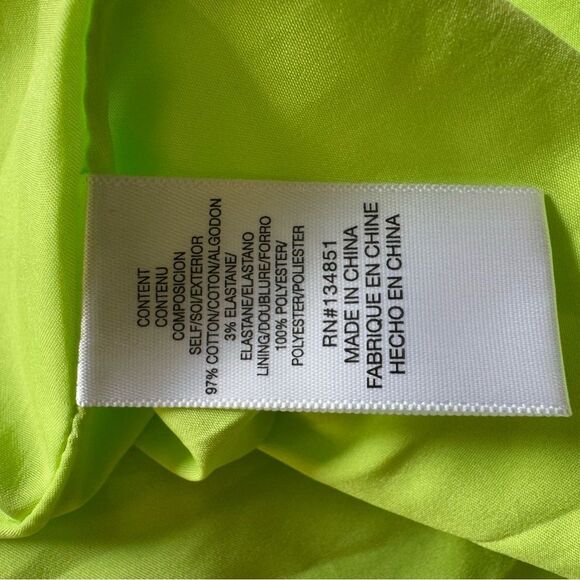 CONTENT
CONTENU
COMPOSICION
SELF/SOI/EXTERIOR
97% COTTON/COTON/ALGODON
3% ELASTANE/
ELASTANE/ELASTANO
LINING/DOUBLURE/FORRO
100% POLYESTER/
POLYESTER/POLIESTER
RN#134851
MADE IN CHINA
FABRIQUE EN CHINE
HECHO EN CHINA